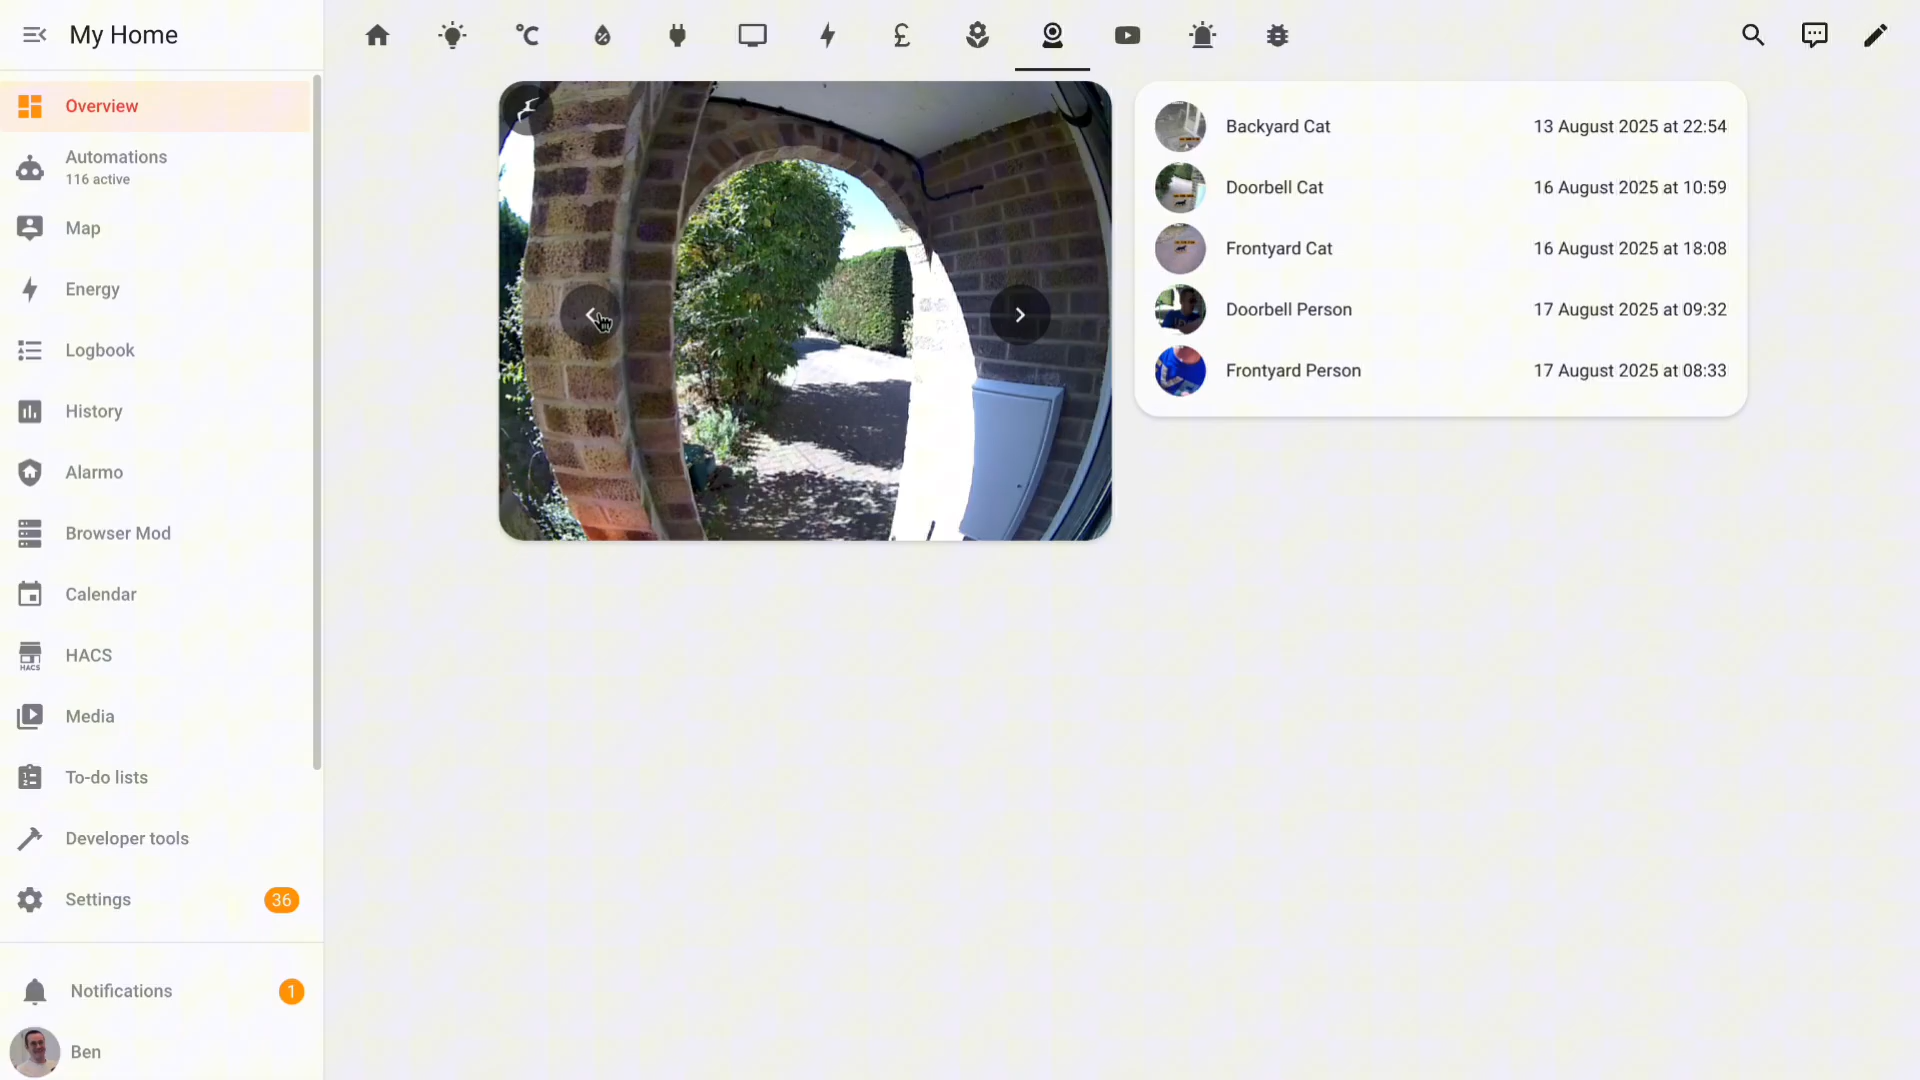 My Home
°C
£
Overview
Automations
116 active
Map
Energy
Logbook
History
Alarmo
Browser Mod
Calendar
HACS
HACS
Media
To-do lists
Developer tools
Settings 36
Notifications 1
Ben
Backyard Cat 13 August 2025 at 22:54
Doorbell Cat 16 August 2025 at 10:59
Frontyard Cat 16 August 2025 at 18:08
Doorbell Person 17 August 2025 at 09:32
Frontyard Person 17 August 2025 at 08:33